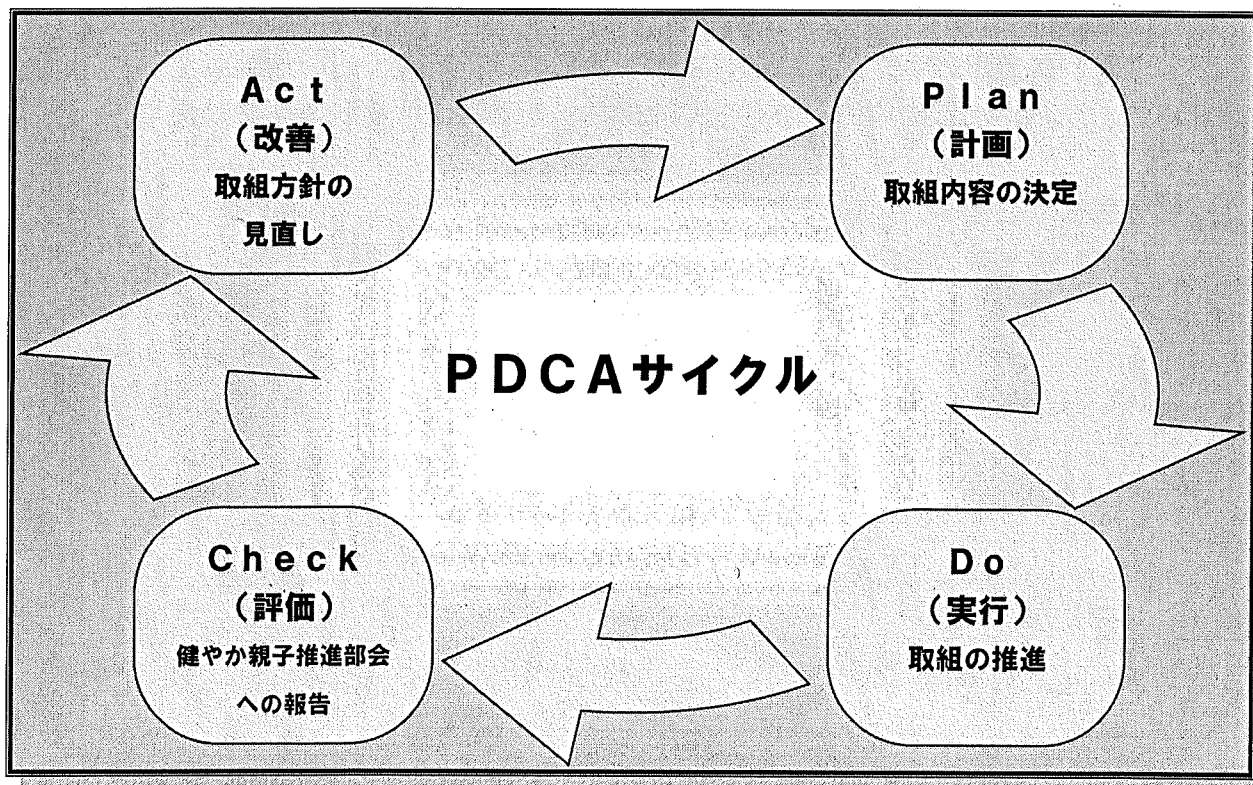 Act
（改善）
取組方針の
見直し
Plan
（計画）
取組内容の決定
PDCAサイクル
Check
（評価）
健やか親子推進部会
への報告
Do
（実行）
取組の推進